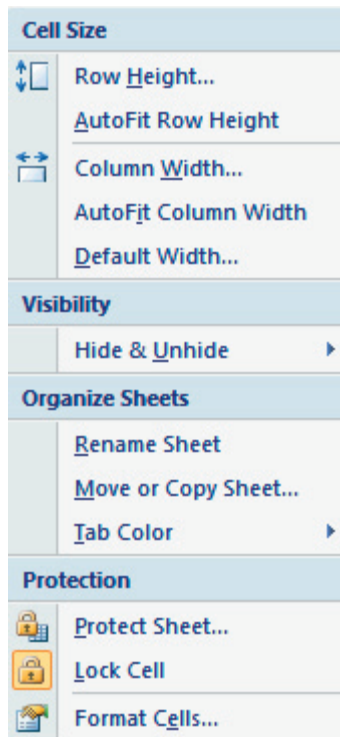 Cell Size
Row Height...
AutoFit Row Height
Column Width...
AutoFit Column Width
Default Width...
Visibility
Hide & Unhide
Organize Sheets
Rename Sheet
Move or Copy Sheet...
Tab Color
Protection
Protect Sheet...
Lock Cell
Format Cells...